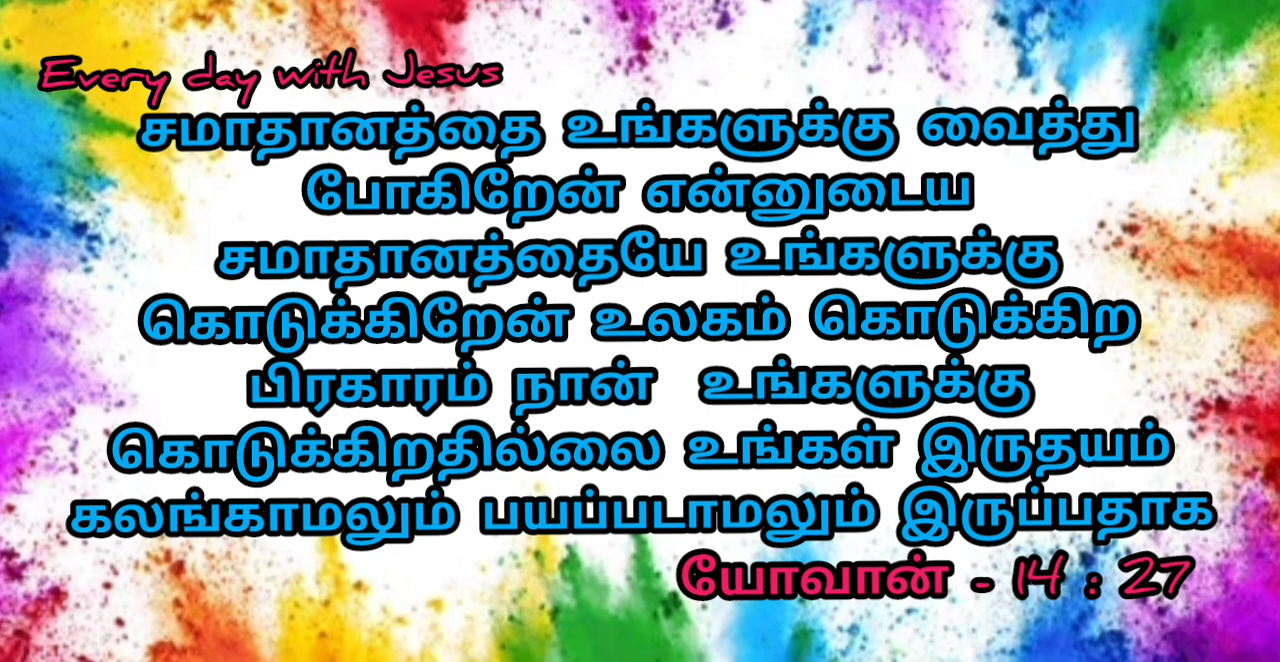 Every day with Jesus
சமாதானத்தை உங்களுக்கு வைத்து
போகிறேன் என்னுடைய
சமாதானத்தையே உங்களுக்கு
கொடுக்கிறேன் உலகம் கொடுக்கிற
பிரகாரம் நான் உங்களுக்கு
கொடுக்கிறதில்லை உங்கள் இருதயம்
கலங்காமலும் பயப்படாமலும் இருப்பதாக
யோவான் - 14 : 27